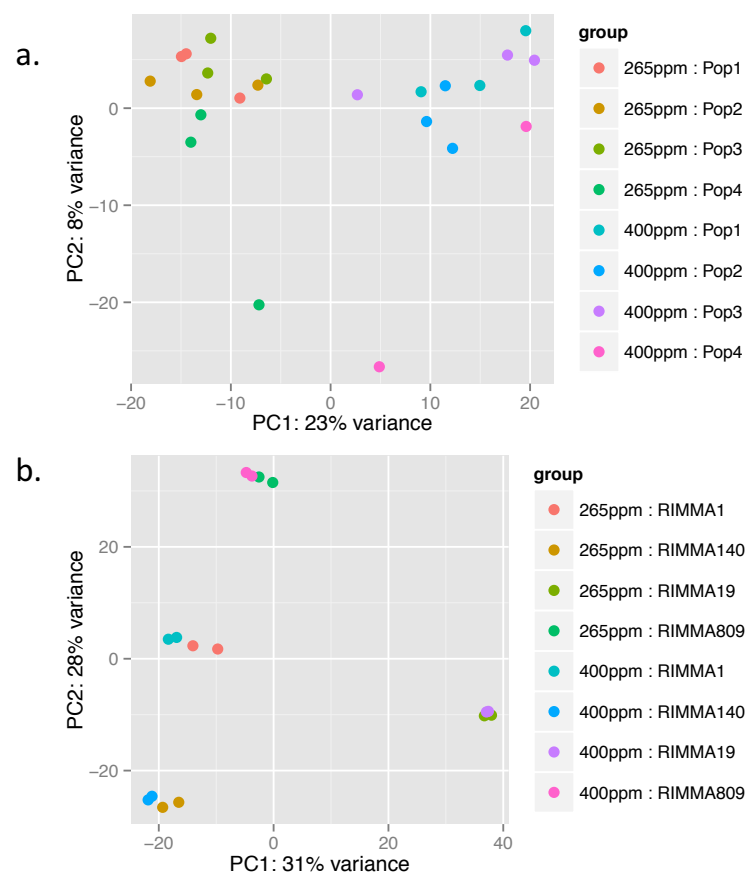 a.
0
−10
−20
PC2: 8% variance
−20 −10 0 10 20
PC1: 23% variance
group
265ppm : Pop1
265ppm : Pop2
265ppm : Pop3
265ppm : Pop4
400ppm : Pop1
400ppm : Pop2
400ppm : Pop3
400ppm : Pop4
b.
20
0
−20
PC2: 28% variance
−20 0 20 40
PC1: 31% variance
group
265ppm : RIMMA1
265ppm : RIMMA140
265ppm : RIMMA19
265ppm : RIMMA809
400ppm : RIMMA1
400ppm : RIMMA140
400ppm : RIMMA19
400ppm : RIMMA809